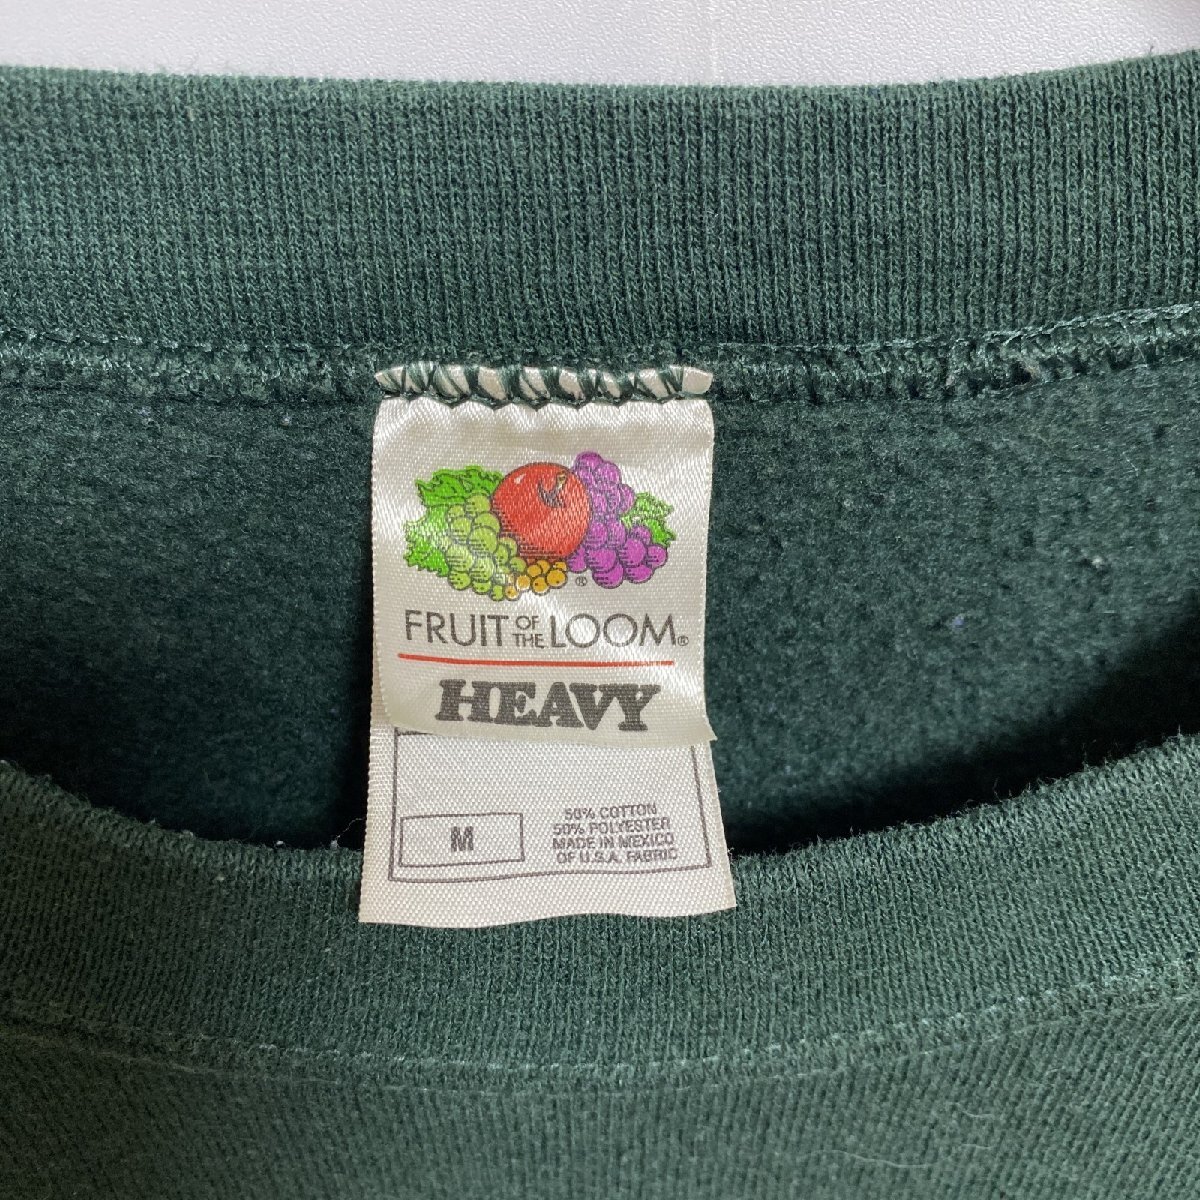 ®
FRUIT OF THE LOOM®
HEAVY
M
50% COTTON
50% POLYESTER
MADE IN MEXICO
OF U.S.A. FABRIC